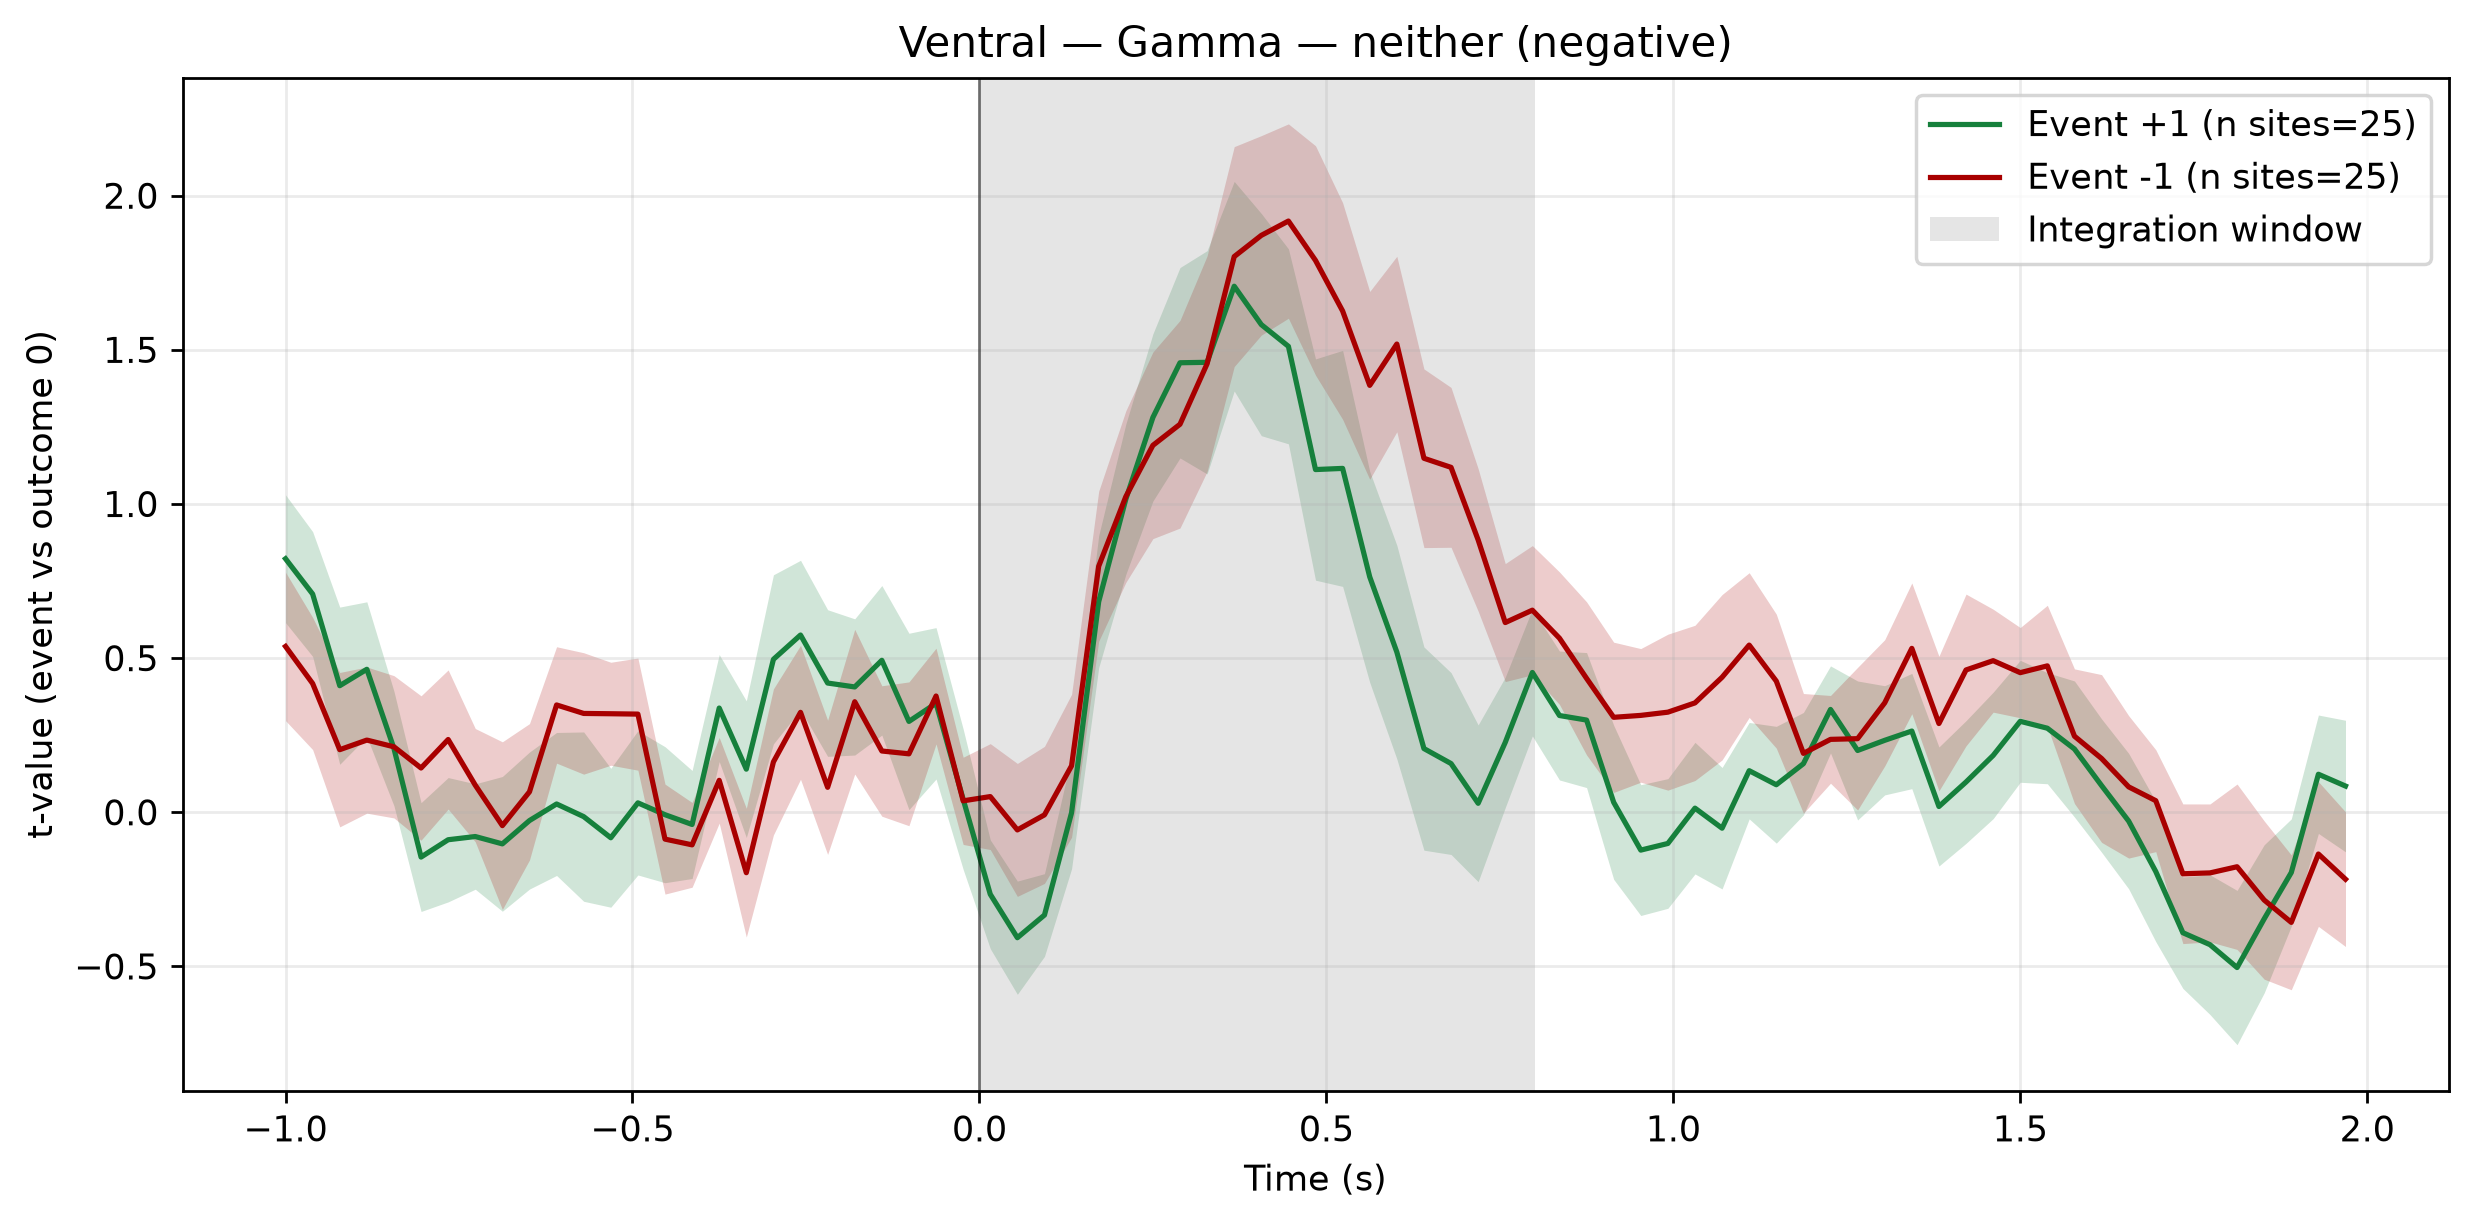 Ventral — Gamma — neither (negative)
Event +1 (n sites=25)
Event -1 (n sites=25)
Integration window
t-value (event vs outcome 0)
2.0
1.5
1.0
0.5
0.0
−0.5
−1.0
−0.5
0.0
0.5
1.0
1.5
2.0
Time (s)